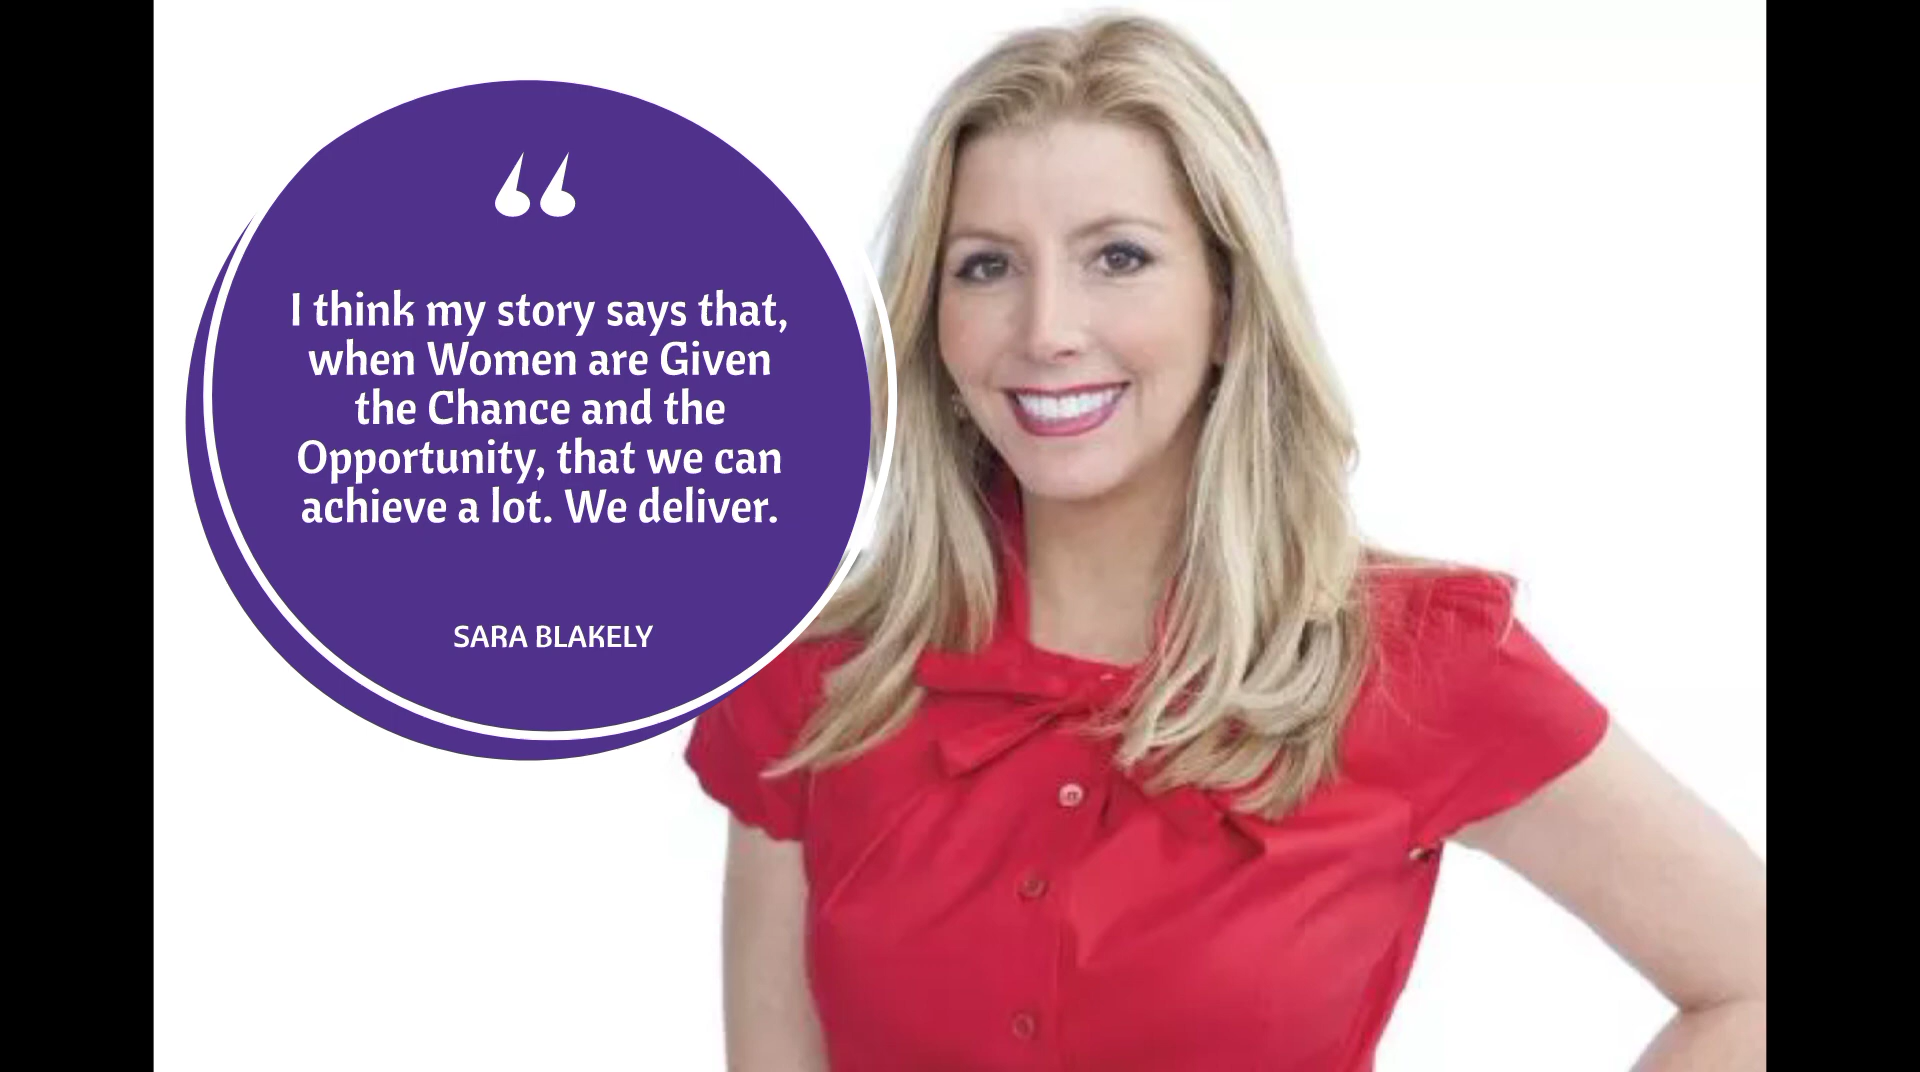 “
I think my story says that,
when Women are Given
the Chance and the
Opportunity, that we can
achieve a lot. We deliver.
SARA BLAKELY